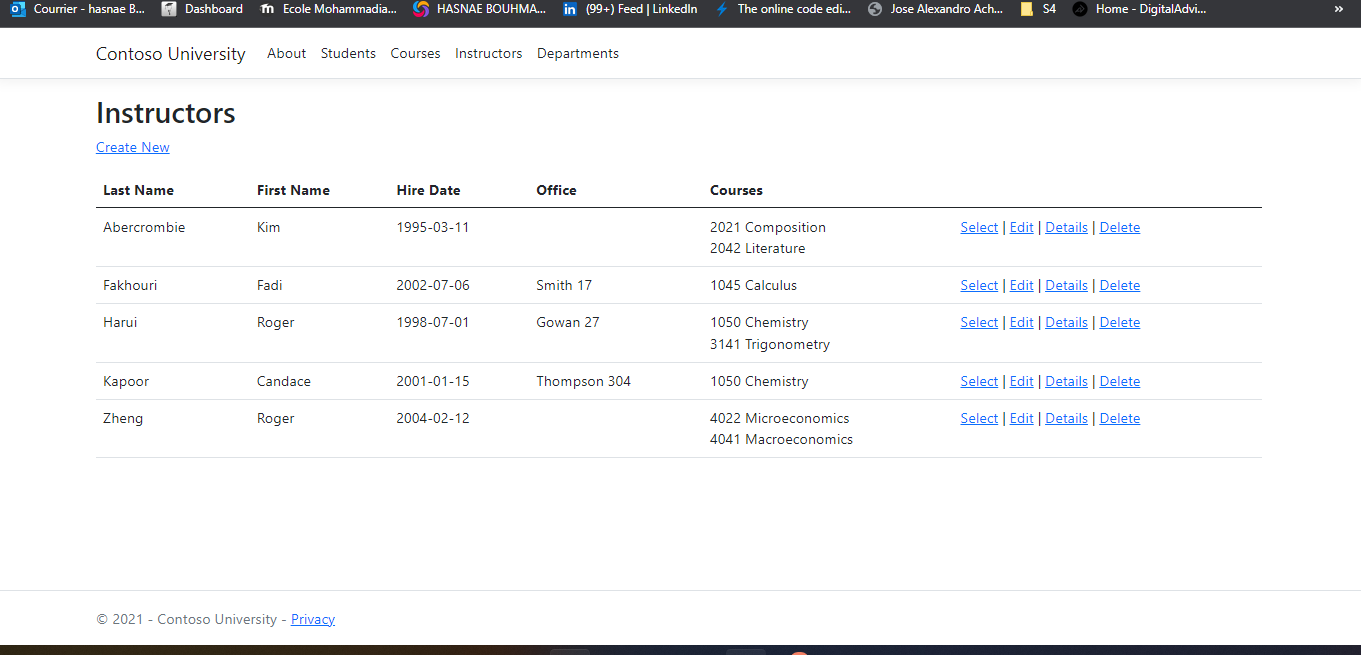 Courrier - hasnae B... Dashboard Ecole Mohammadia... HASNAE BOUHMA... (99+) Feed | LinkedIn The online code edi... Jose Alexandro Ach... S4 Home - DigitalAdvi... »
Contoso University About Students Courses Instructors Departments
Instructors
Create New
Last Name First Name Hire Date Office Courses
Abercrombie Kim 1995-03-11 2021 Composition Select | Edit | Details | Delete
2042 Literature
Fakhouri Fadi 2002-07-06 Smith 17 1045 Calculus Select | Edit | Details | Delete
Harui Roger 1998-07-01 Gowan 27 1050 Chemistry Select | Edit | Details | Delete
3141 Trigonometry
Kapoor Candace 2001-01-15 Thompson 304 1050 Chemistry Select | Edit | Details | Delete
Zheng Roger 2004-02-12 4022 Microeconomics Select | Edit | Details | Delete
4041 Macroeconomics
© 2021 - Contoso University - Privacy